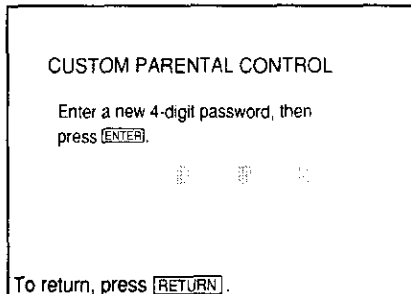 CUSTOM PARENTAL CONTROL
Enter a new 4-digit password, then
press ENTER.
To return, press RETURN.